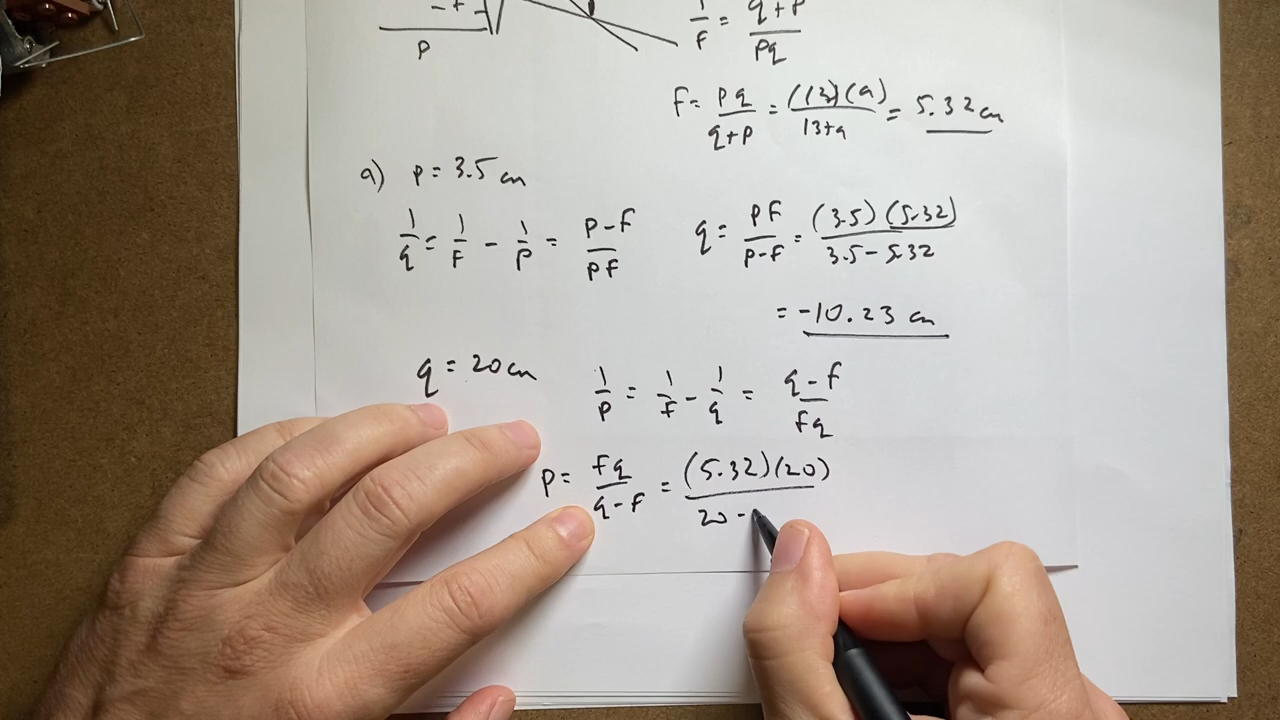 - f
p
1/f = q+p/pq
f = pq/q+p = (13)(9)/13+9 = 5.32 cm
a) p = 3.5 cm
1/q = 1/f - 1/p = p-f/pf
q = pf/p-f = (3.5)(5.32)/3.5-5.32
= -10.23 cm
q = 20 cm
1/p = 1/f - 1/q = q-f/fq
p = fq/q-f = (5.32)(20)/20 -